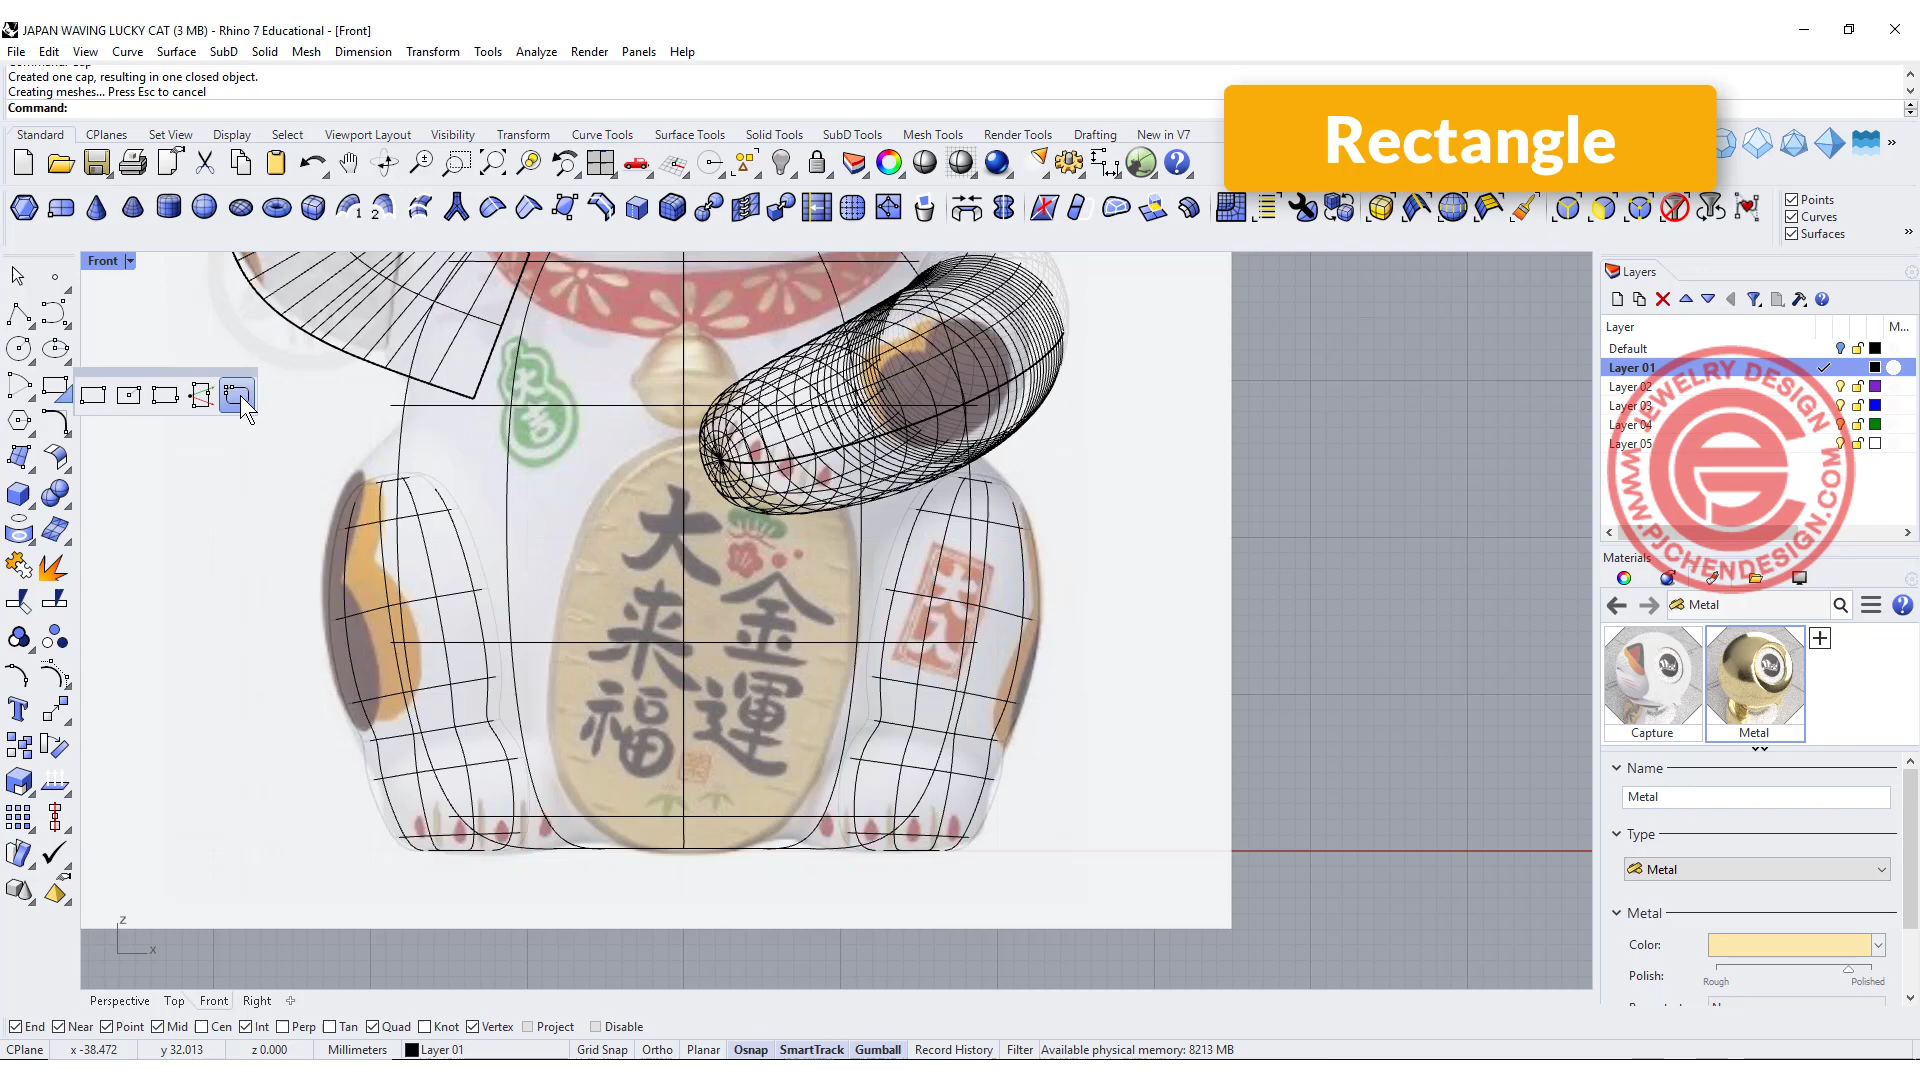 JAPAN WAVING LUCKY CAT (3 MB) - Rhino 7 Educational - [Front]
File Edit View Curve Surface SubD Solid Mesh Dimension Transform Tools Analyze Render Panels Help
Created one cap, resulting in one closed object.
Creating meshes... Press Esc to cancel
Command:
Rectangle
Standard CPlanes Set View Display Select Viewport Layout Visibility Transform Curve Tools Surface Tools Solid Tools SubD Tools Mesh Tools Render Tools Drafting New in V7
Points
Curves
Surfaces
Front
Layers
Layer M...
Default
Layer 01
Layer 02
Layer 03
Layer 04
Layer 05
JEWELRY DESIGN
WWW.PJCHENDESIGN.COM
大吉
大来福
金運
Materials
Metal
Capture Metal
Name
Metal
Type
Metal
Metal
Color:
Polish:
Rough Polished
z
x
Perspective Top Front Right
End Near Point Mid Cen Int Perp Tan Quad Knot Vertex Project Disable
CPlane x -38.472 y 32.013 z 0.000 Millimeters Layer 01 Grid Snap Ortho Planar Osnap SmartTrack Gumball Record History Filter Available physical memory: 8213 MB